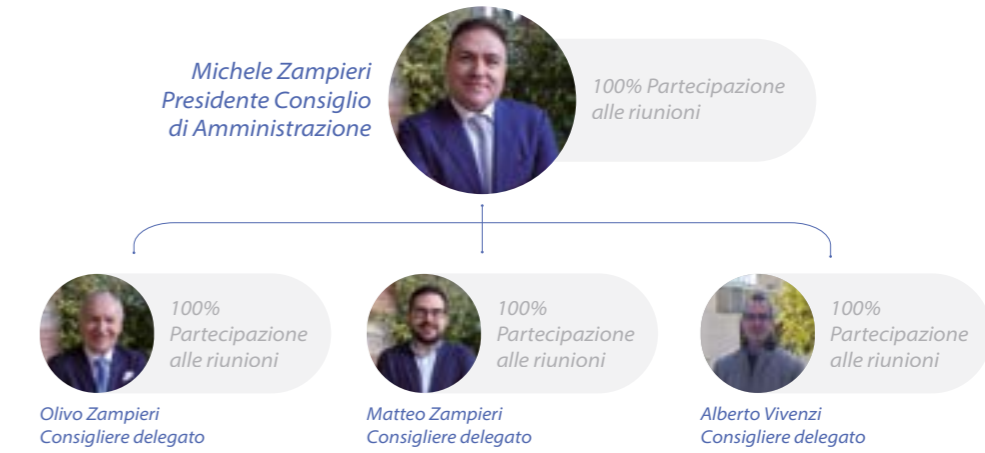 Michele Zampieri
Presidente Consiglio
di Amministrazione
100% Partecipazione
alle riunioni
100%
Partecipazione
alle riunioni
Olivo Zampieri
Consigliere delegato
100%
Partecipazione
alle riunioni
Matteo Zampieri
Consigliere delegato
100%
Partecipazione
alle riunioni
Alberto Vivenzi
Consigliere delegato